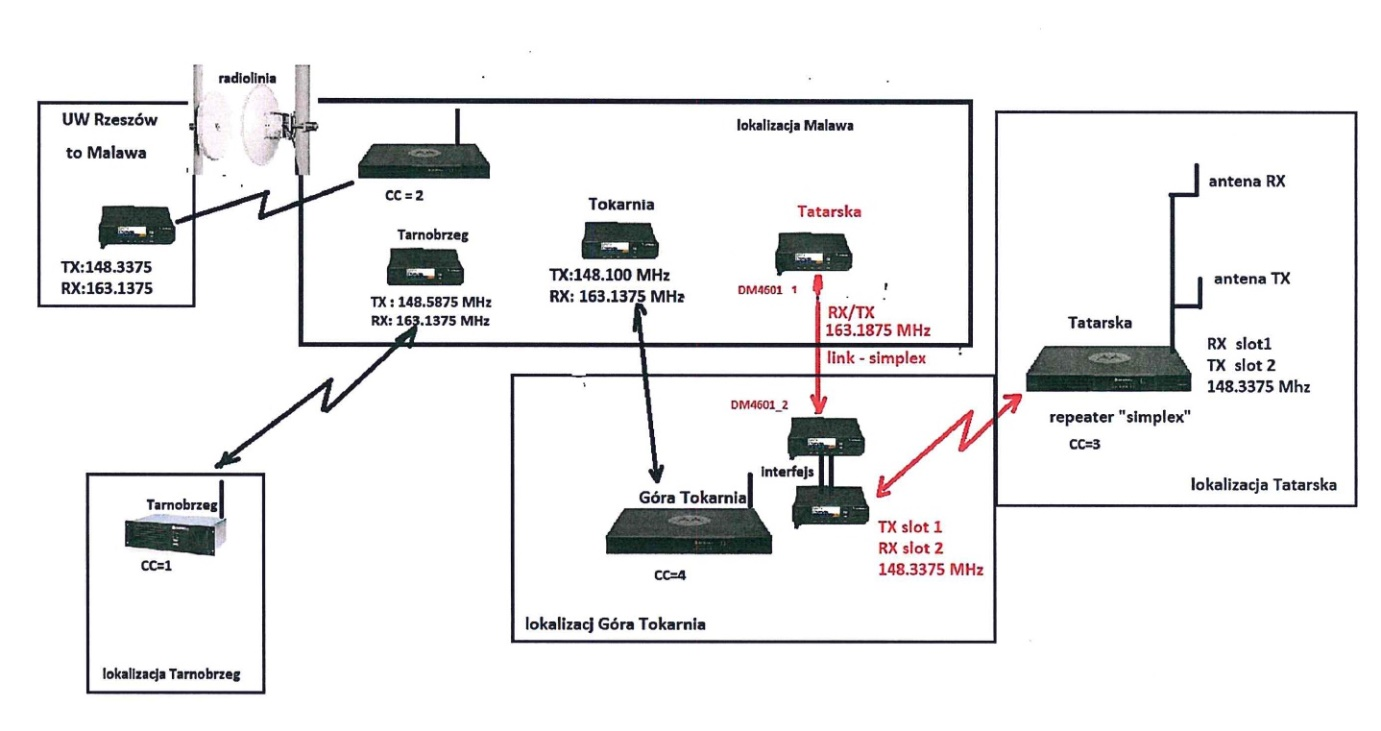 radiolinia
UW Rzeszów
to Malawa
TX:148.3375
RX:163.1375
lokalizacja Malawa
CC = 2
Tarnobrzeg
TX : 148.5875 MHz
RX: 163.1375 MHz
Tokarnia
TX:148.100 MHz
RX: 163.1375 MHz
Tatarska
DM4601_1
RX/TX
163.1875 MHz
link - simplex
antena RX
antena TX
Tatarska
RX slot1
TX slot 2
148.3375 Mhz
repeater "simplex"
CC=3
lokalizacja Tatarska
DM4601_2
interfejs
Góra Tokarnia
CC=4
TX slot 1
RX slot 2
148.3375 MHz
lokalizacj Góra Tokarnia
Tarnobrzeg
CC=1
lokalizacja Tarnobrzeg